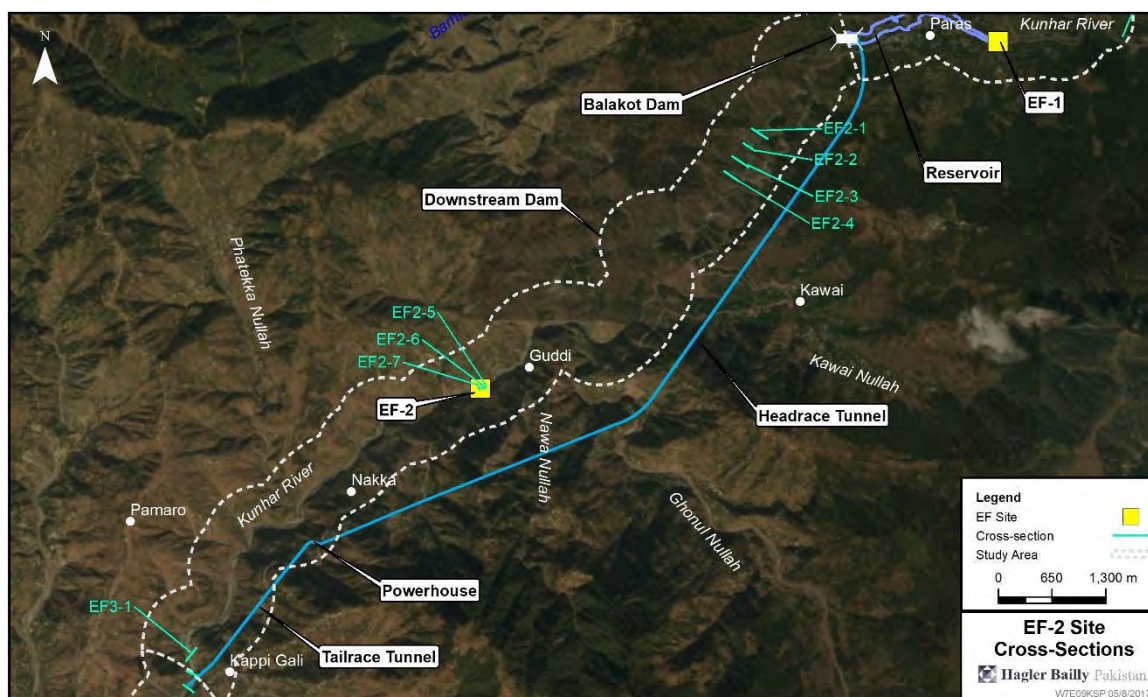 N
Paras
Kunhar River
Balakot Dam
EF-1
EF2-1
EF2-2
Reservoir
EF2-3
Downstream Dam
EF2-4
Phatekka Nullah
Kawai
EF2-5
EF2-6
EF2-7
Guddi
Kawai Nullah
EF-2
Headrace Tunnel
Nawa Nullah
Kunhar River
Nakka
Ghonul Nullah
Pamaro
Powerhouse
EF3-1
Tailrace Tunnel
Kappi Gali
Legend
EF Site
Cross-section
Study Area
0 650 1,300 m
EF-2 Site
Cross-Sections
Hagler Bailly Pakistan